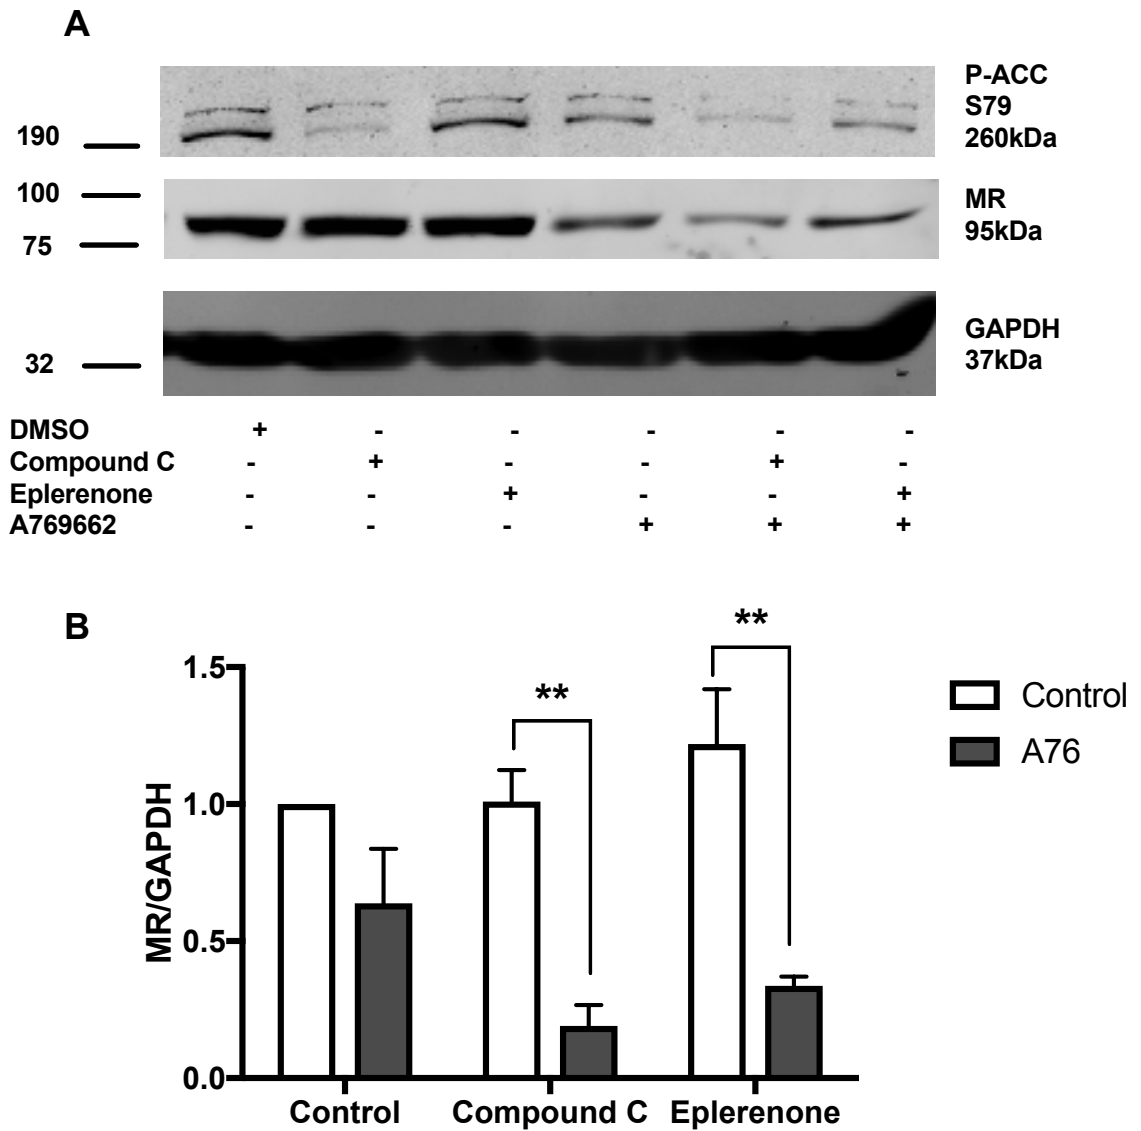 A
P-ACC
S79
260kDa
190
100
75
MR
95kDa
GAPDH
37kDa
32
DMSO + - - - - -
Compound C - + - - + -
Eplerenone - - + - - +
A769662 - - - + + +
B
**
**
1.5
1.0
0.5
0.0
MR/GAPDH
Control
A76
Control Compound C Eplerenone